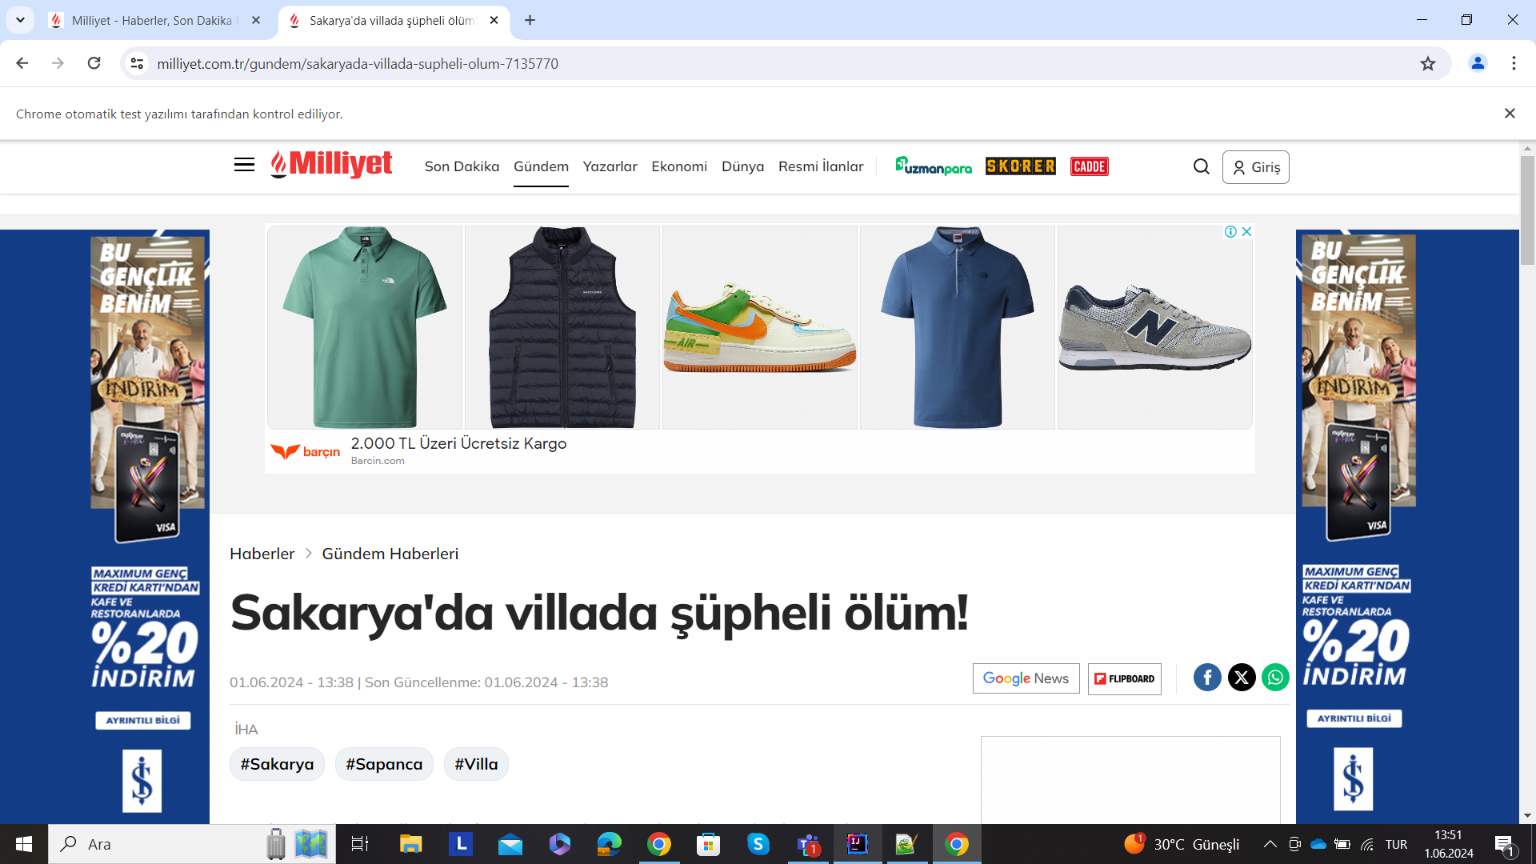 Milliyet - Haberler, Son Dakika
Sakarya'da villada şüpheli ölüm
milliyet.com.tr/gundem/sakaryada-villada-supheli-olum-7135770
Chrome otomatik test yazılımı tarafından kontrol ediliyor.
Milliyet
Son Dakika
Gündem
Yazarlar
Ekonomi
Dünya
Resmi İlanlar
uzmanpara
SKORER
CADDE
Giriş
BU
GENÇLİK
BENİM
İNDİRİM
VISA
MAXIMUM GENÇ
KREDİ KARTI'NDAN
KAFE VE
RESTORANLARDA
%20
İNDİRİM
AYRINTILI BİLGİ
AIR
N
barçın
2.000 TL Üzeri Ücretsiz Kargo
Barcin.com
BU
GENÇLİK
BENİM
İNDİRİM
VISA
MAXIMUM GENÇ
KREDİ KARTI'NDAN
KAFE VE
RESTORANLARDA
%20
İNDİRİM
AYRINTILI BİLGİ
Haberler > Gündem Haberleri
Sakarya'da villada şüpheli ölüm!
01.06.2024 - 13:38 | Son Güncellenme: 01.06.2024 - 13:38
Google News
FLIPBOARD
İHA
#Sakarya
#Sapanca
#Villa
Ara
L
1
1
30°C Güneşli
TUR
13:51
1.06.2024
1